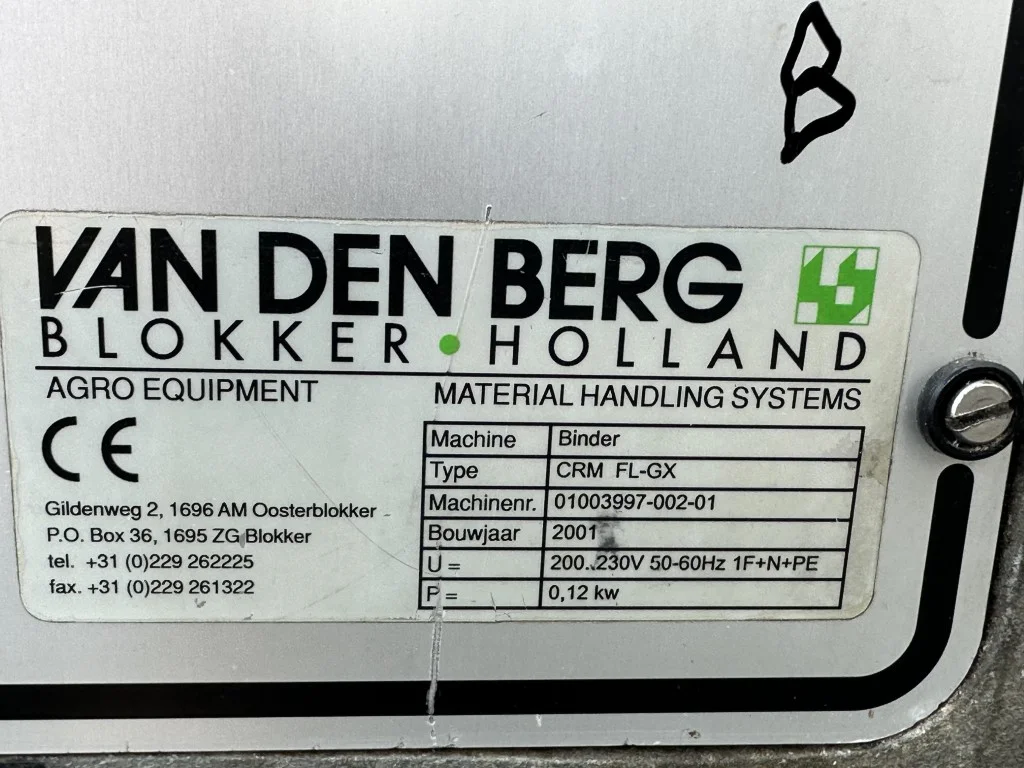 B
VAN DEN BERG
BLOKKER • HOLLAND
AGRO EQUIPMENT
MATERIAL HANDLING SYSTEMS
CE
Gildenweg 2, 1696 AM Oosterblokker
P.O. Box 36, 1695 ZG Blokker
tel. +31 (0)229 262225
fax. +31 (0)229 261322
Machine Binder
Type CRM FL-GX
Machinenr. 01003997-002-01
Bouwjaar 2001
U = 200..230V 50-60Hz 1F+N+PE
P = 0,12 kw